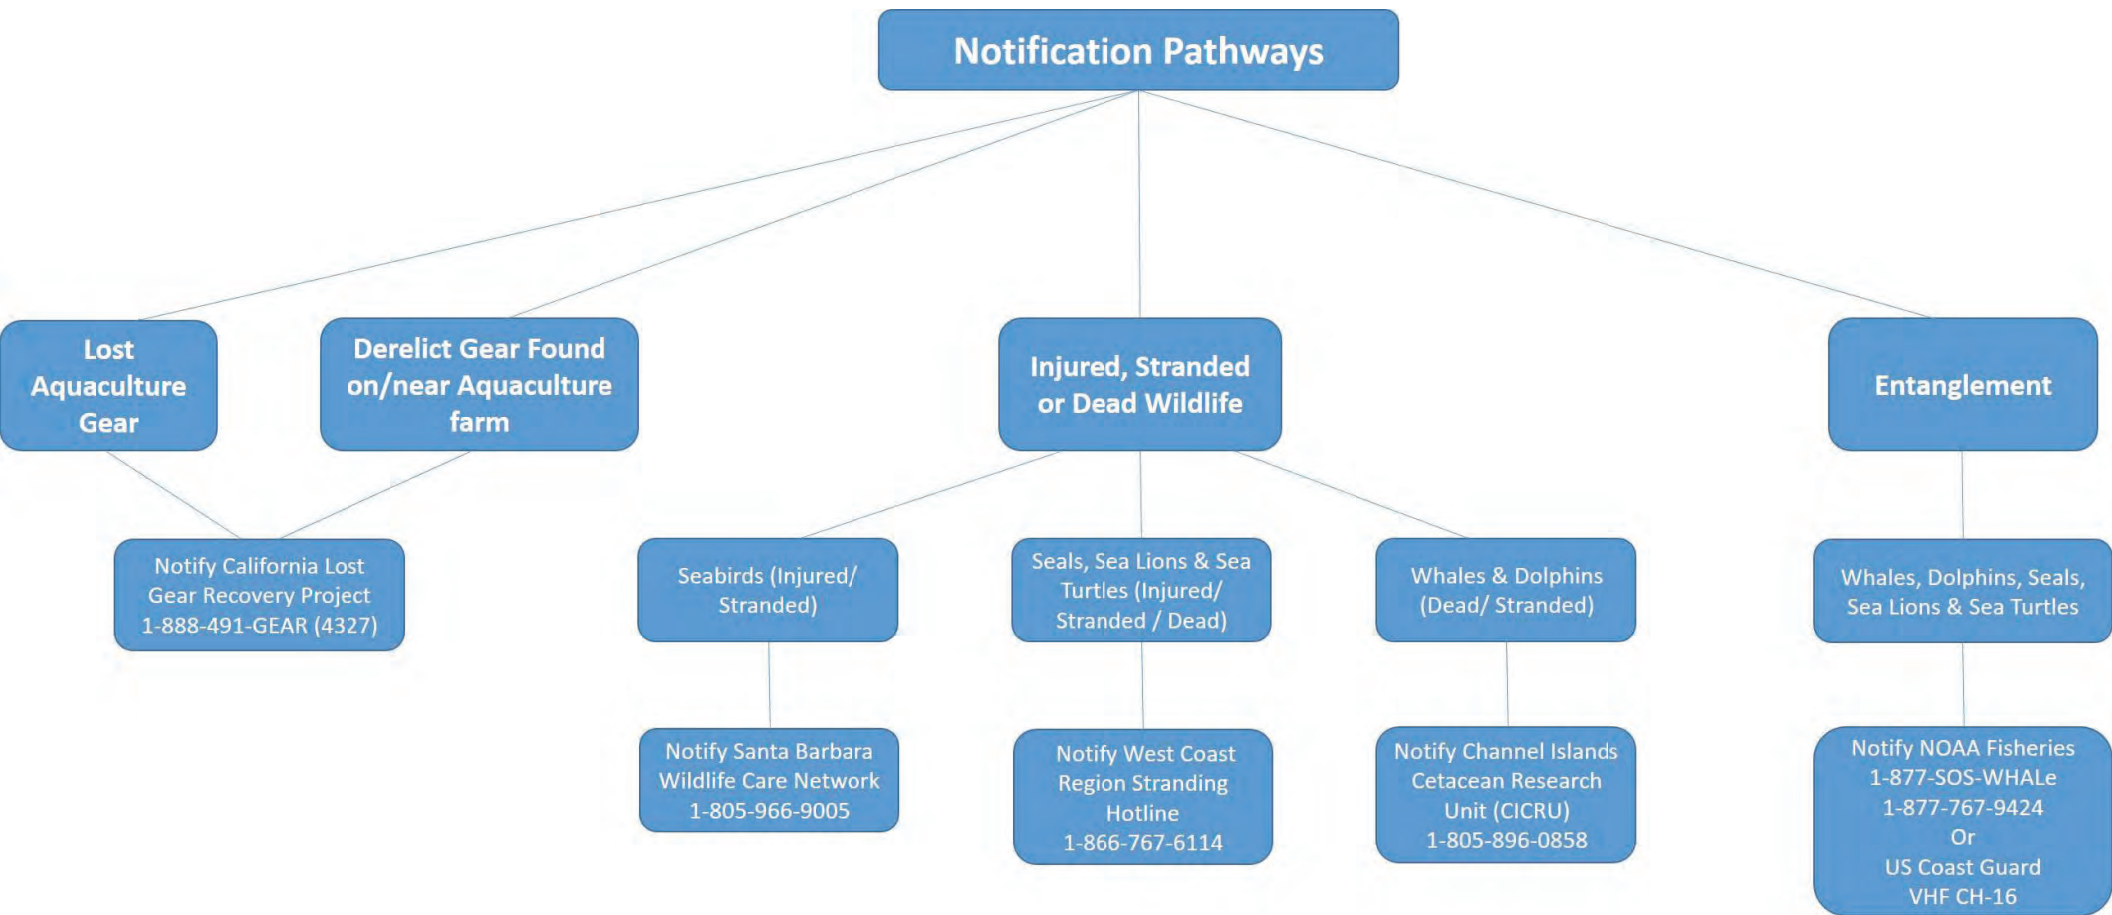 Notification Pathways
Lost
Aquaculture
Gear
Derelict Gear Found
on/near Aquaculture
farm
Injured, Stranded
or Dead Wildlife
Entanglement
Notify California Lost
Gear Recovery Project
1-888-491-GEAR (4327)
Seabirds (Injured/
Stranded)
Seals, Sea Lions & Sea
Turtles (Injured/
Stranded / Dead)
Whales & Dolphins
(Dead/ Stranded)
Whales, Dolphins, Seals,
Sea Lions & Sea Turtles
Notify Santa Barbara
Wildlife Care Network
1-805-966-9005
Notify West Coast
Region Stranding
Hotline
1-866-767-6114
Notify Channel Islands
Cetacean Research
Unit (CICRU)
1-805-896-0858
Notify NOAA Fisheries
1-877-SOS-WHALe
1-877-767-9424
Or
US Coast Guard
VHF CH-16